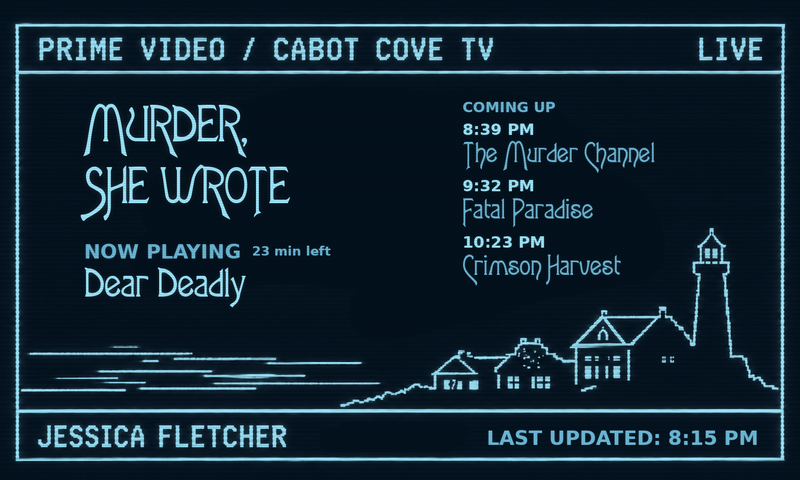 PRIME VIDEO / CABOT COVE TV
LIVE
MURDER,
SHE WROTE
NOW PLAYING 23 min left
Dear Deadly
COMING UP
8:39 PM
The Murder Channel
9:32 PM
Fatal Paradise
10:23 PM
Crimson Harvest
JESSICA FLETCHER
LAST UPDATED: 8:15 PM